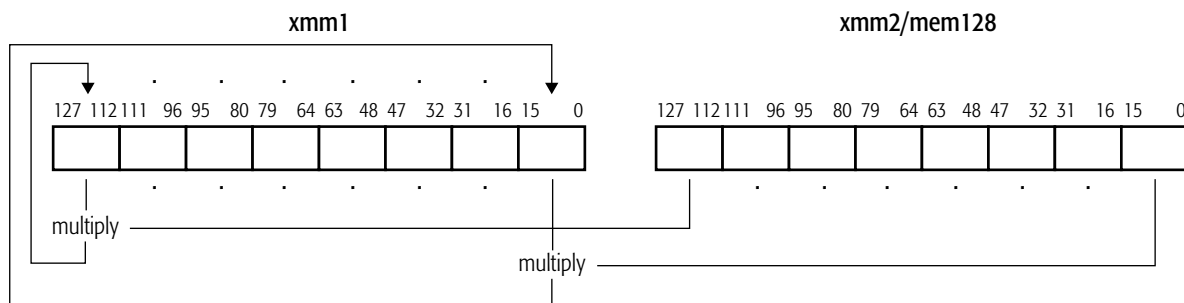 xmm1 xmm2/mem128
127 112 111 96 95 80 79 64 63 48 47 32 31 16 15 0 127 112 111 96 95 80 79 64 63 48 47 32 31 16 15 0
multiply
multiply